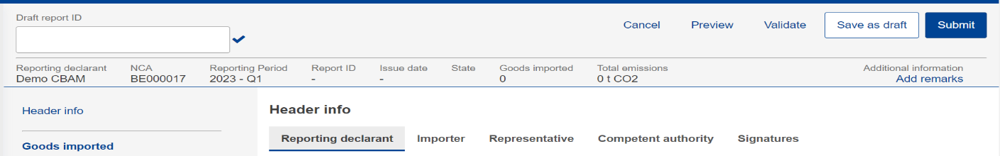 Draft report ID
Cancel Preview Validate Save as draft Submit
Reporting declarant NCA Reporting Period Report ID Issue date State Goods imported Total emissions Additional information
Demo CBAM BE000017 2023 - Q1 - - 0 0 t CO2 Add remarks
Header info
Goods imported
Header info
Reporting declarant Importer Representative Competent authority Signatures